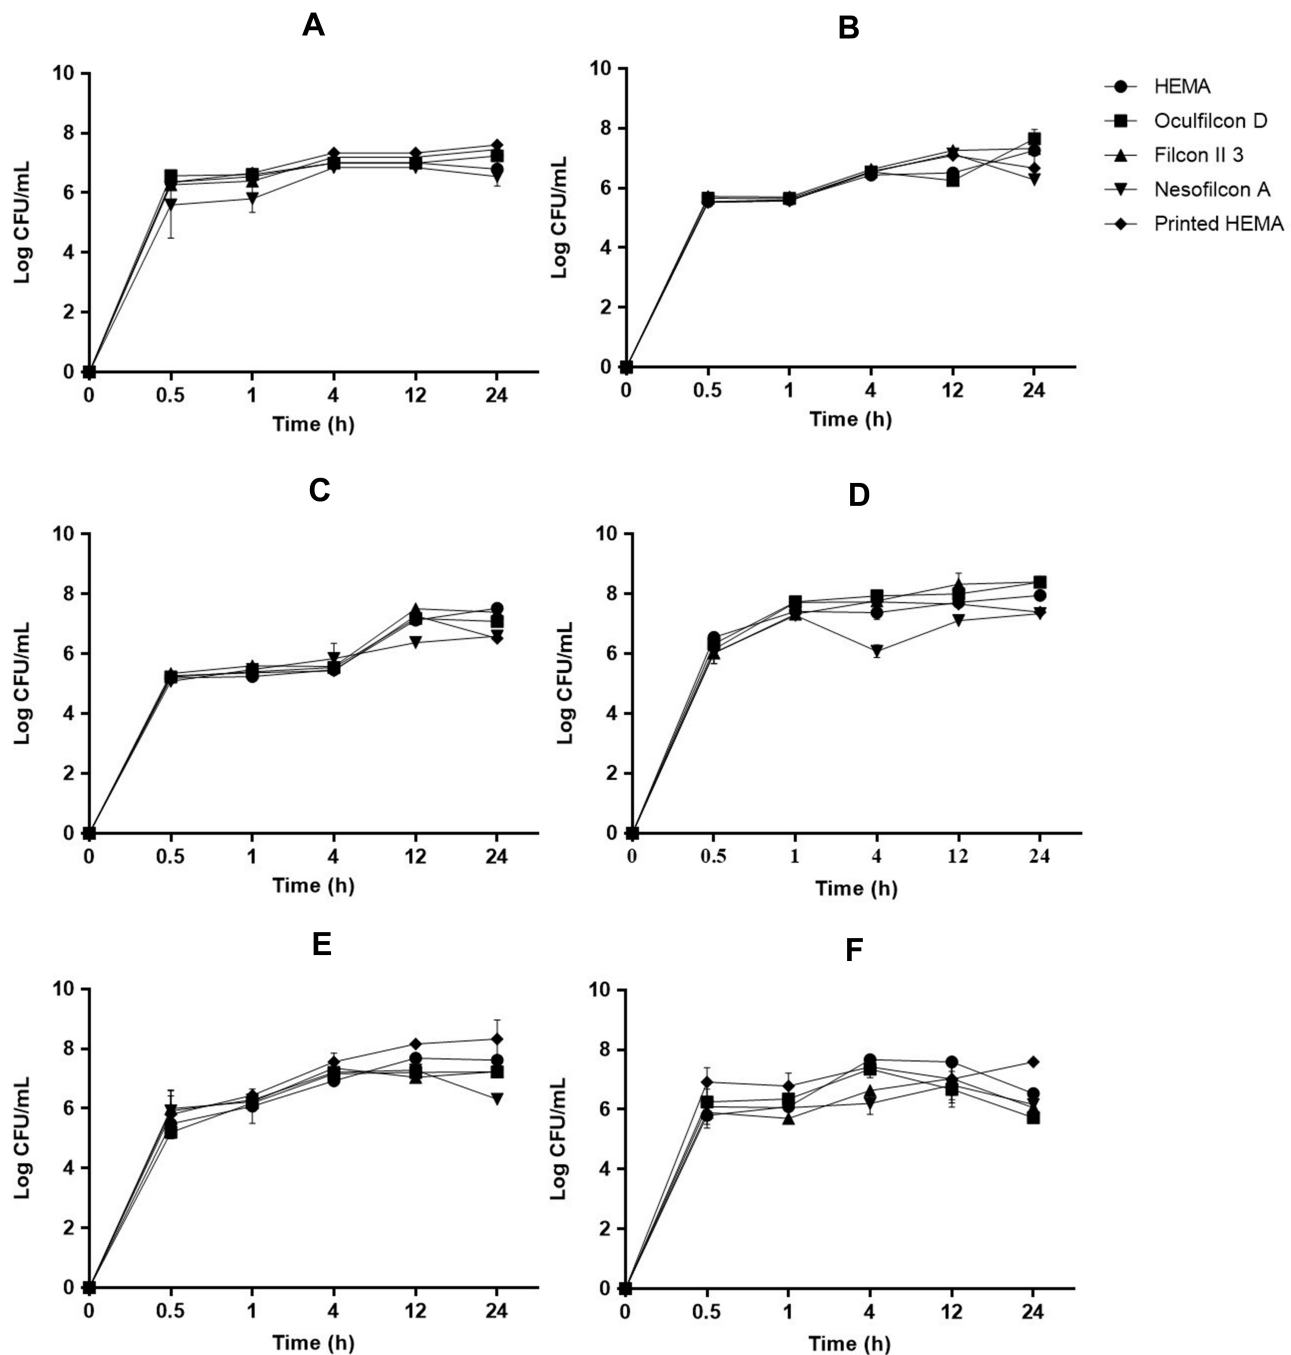 A
10
8
6
4
2
0
Log CFU/mL
0 0.5 1 4 12 24
Time (h)
B
10
8
6
4
2
0
Log CFU/mL
0 0.5 1 4 12 24
Time (h)
HEMA
Oculfilcon D
Filcon II 3
Nesofilcon A
Printed HEMA
C
10
8
6
4
2
0
Log CFU/mL
0 0.5 1 4 12 24
Time (h)
D
10
8
6
4
2
0
Log CFU/mL
0 0.5 1 4 12 24
Time (h)
E
10
8
6
4
2
0
Log CFU/mL
0 0.5 1 4 12 24
Time (h)
F
10
8
6
4
2
0
Log CFU/mL
0 0.5 1 4 12 24
Time (h)